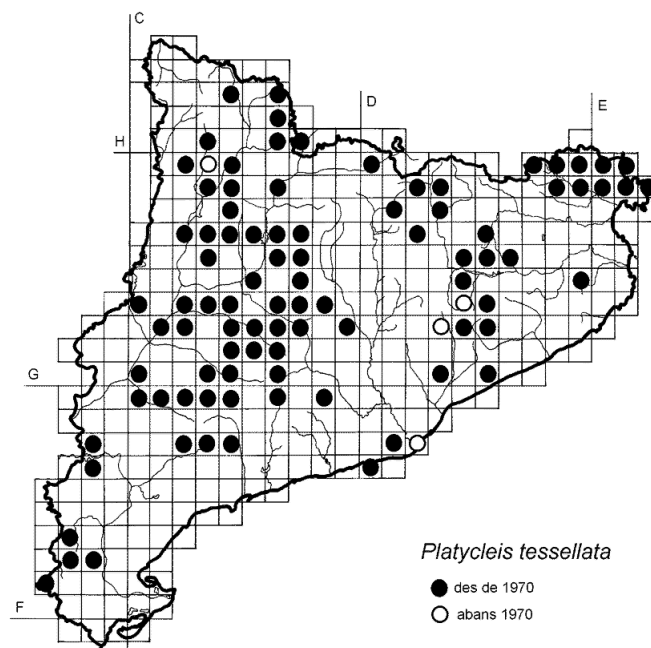 C
D
E
H
G
F
Platycleis tessellata
des de 1970
abans 1970